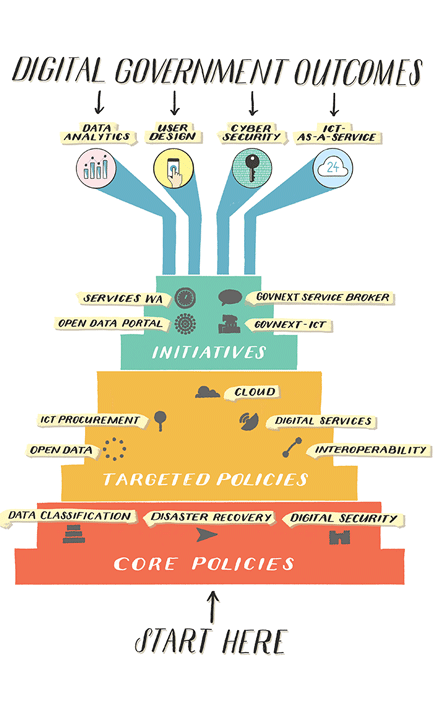 DIGITAL GOVERNMENT OUTCOMES
DATA
ANALYTICS
USER
DESIGN
CYBER
SECURITY
ICT-
AS-A-SERVICE
24
SERVICES WA
GOVNEXT SERVICE BROKER
OPEN DATA PORTAL
GOVNEXT-ICT
INITIATIVES
CLOUD
ICT PROCUREMENT
DIGITAL SERVICES
OPEN DATA
INTEROPERABILITY
TARGETED POLICIES
DATA CLASSIFICATION
DISASTER RECOVERY
DIGITAL SECURITY
CORE POLICIES
START HERE